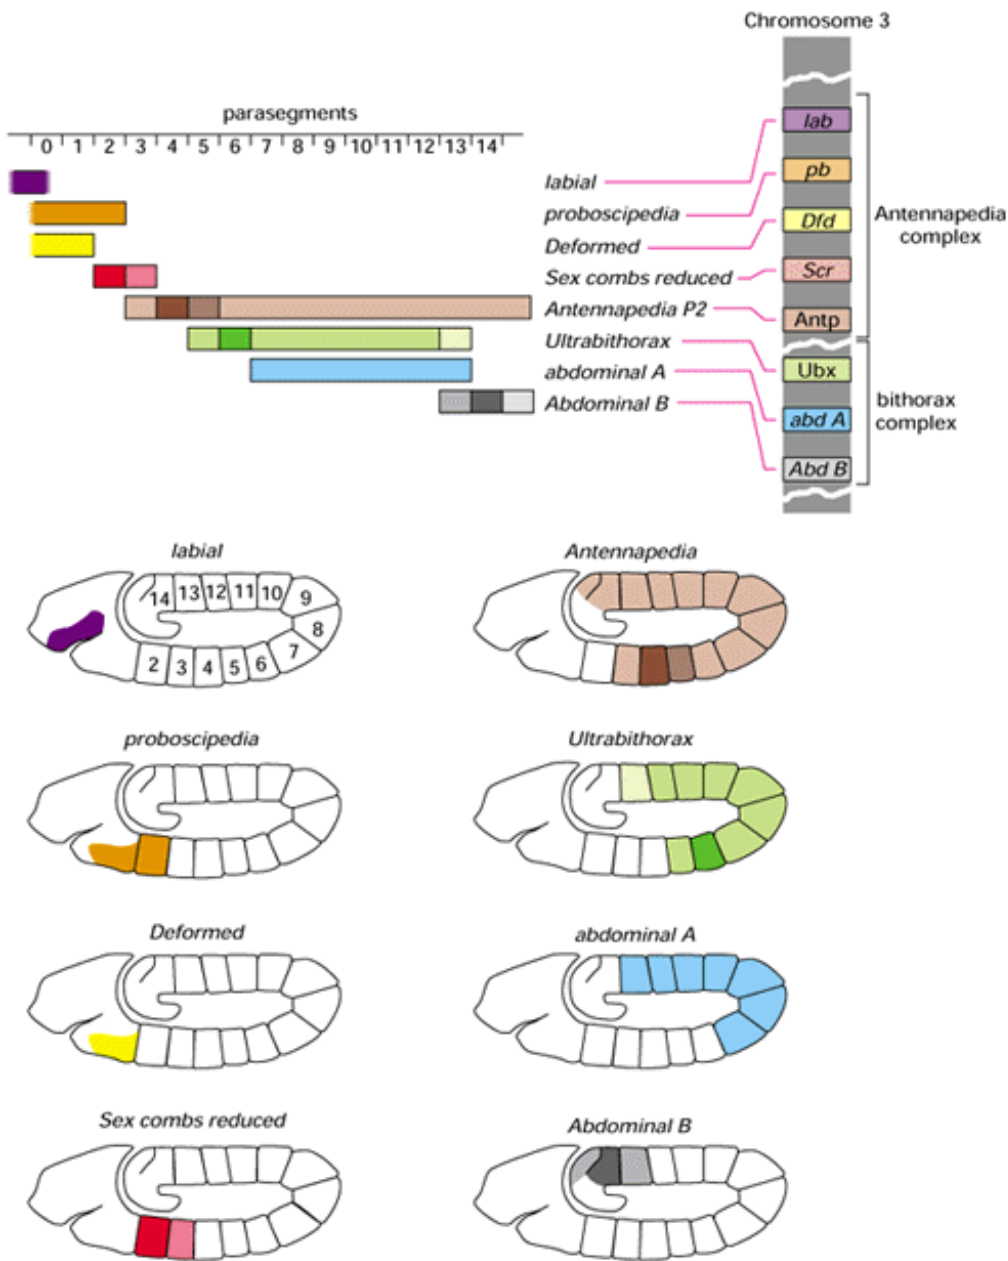 Chromosome 3
parasegments
0 1 2 3 4 5 6 7 8 9 10 11 12 13 14
labial
proboscipedia
Deformed
Sex combs reduced
Antennapedia P2
Ultrabithorax
abdominal A
Abdominal B
lab
pb
Dfd
Scr
Antp
Ubx
abd A
Abd B
Antennapedia
complex
bithorax
complex
labial
14 13 12 11 10 9
8
2 3 4 5 6 7
Antennapedia
proboscipedia
Ultrabithorax
Deformed
abdominal A
Sex combs reduced
Abdominal B